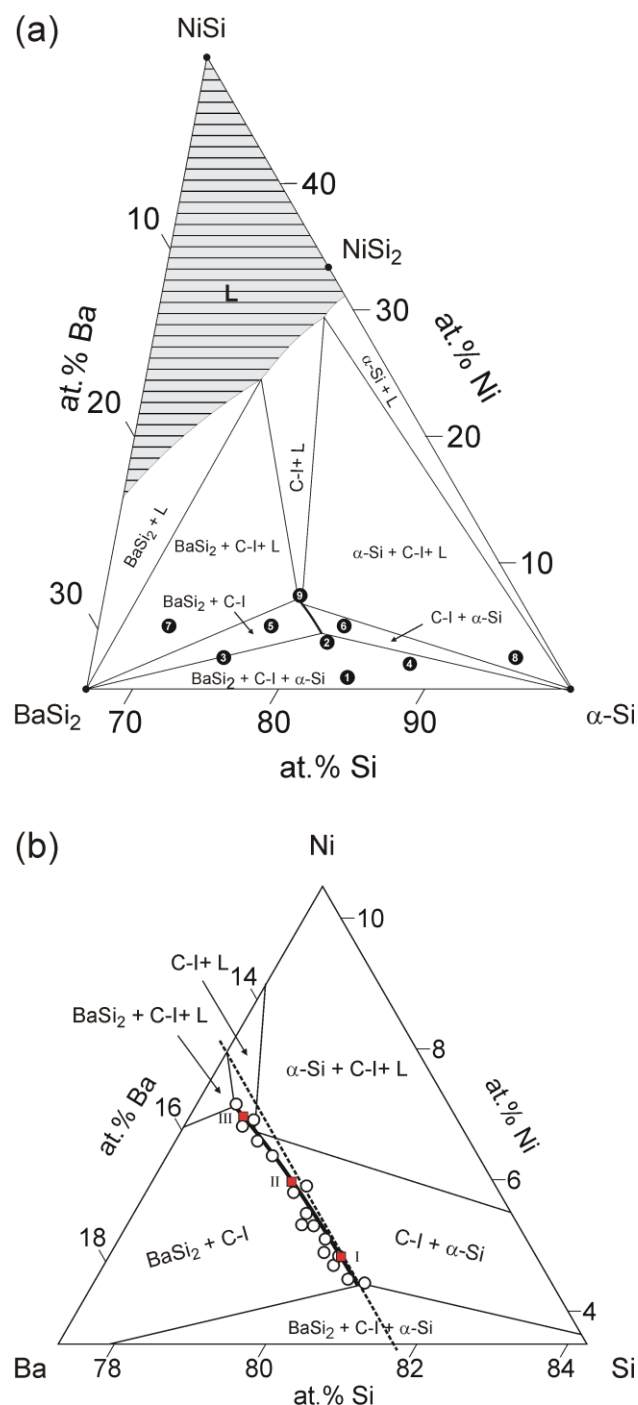 (a)
NiSi
40
10
NiSi₂
L
30
at.% Ba
at.% Ni
α-Si + L
20
20
C-I+ L
BaSi₂ + L
BaSi₂ + C-I+ L
α-Si + C-I+ L
10
30
9
BaSi₂ + C-I
C-I + α-Si
7
5
6
2
3
4
8
BaSi₂ + C-I + α-Si
1
BaSi₂
70
80
90
α-Si
at.% Si
(b)
Ni
10
C-I+ L
14
BaSi₂ + C-I+ L
α-Si + C-I+ L
8
at.% Ba
at.% Ni
16
III
6
II
18
BaSi₂ + C-I
C-I + α-Si
I
4
BaSi₂ + C-I + α-Si
Ba
78
80
82
84
Si
at.% Si